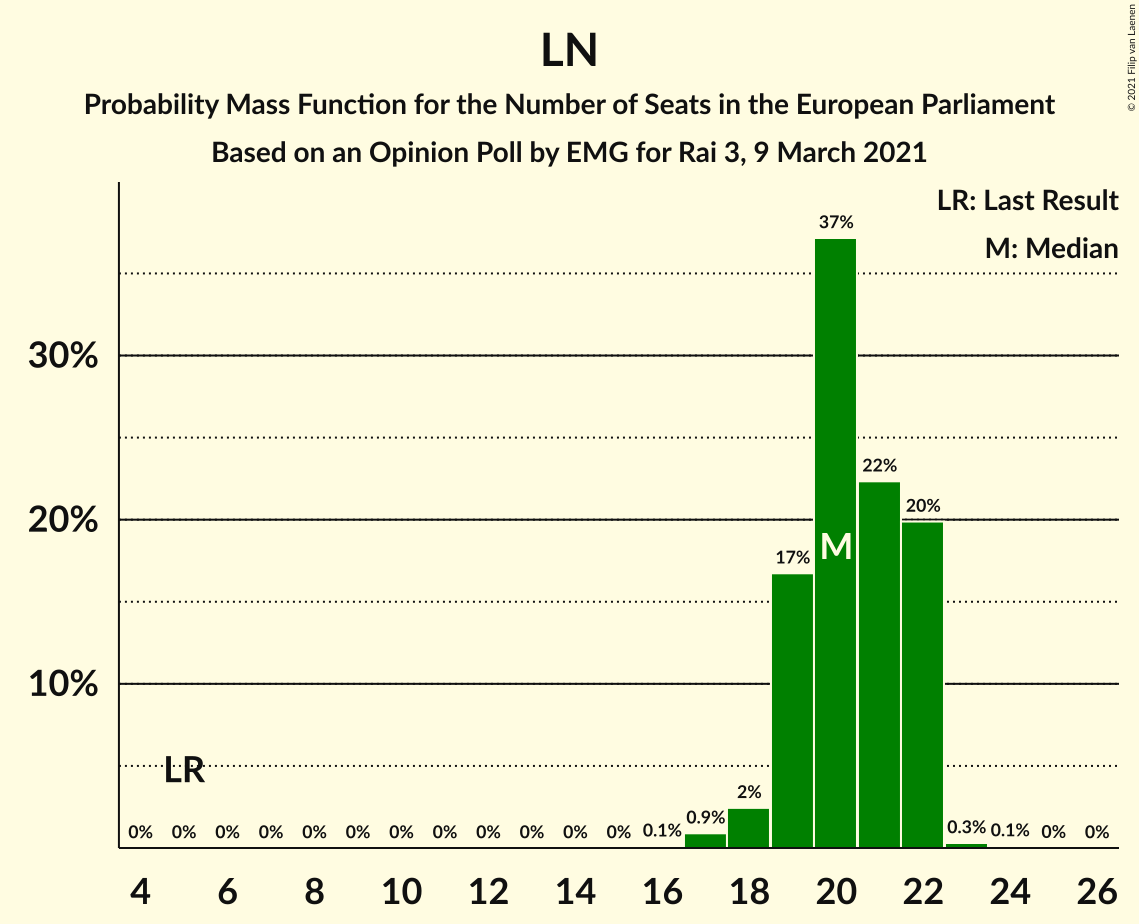 LN
Probability Mass Function for the Number of Seats in the European Parliament
Based on an Opinion Poll by EMG for Rai 3, 9 March 2021
© 2021 Filip van Laenen
LR: Last Result
M: Median
37%
30%
22%
20%
20%
17%
M
10%
LR
0% 0% 0% 0% 0% 0% 0% 0% 0% 0% 0% 0% 0.1% 0.9% 2% 0.3% 0.1% 0% 0%
4 6 8 10 12 14 16 18 20 22 24 26